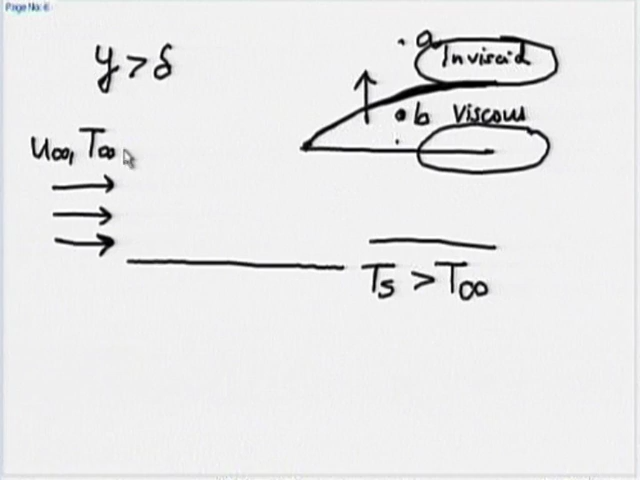 Page No: 6
y > δ
a
Inviscid
b Viscous
u∞, T∞
Ts > T∞